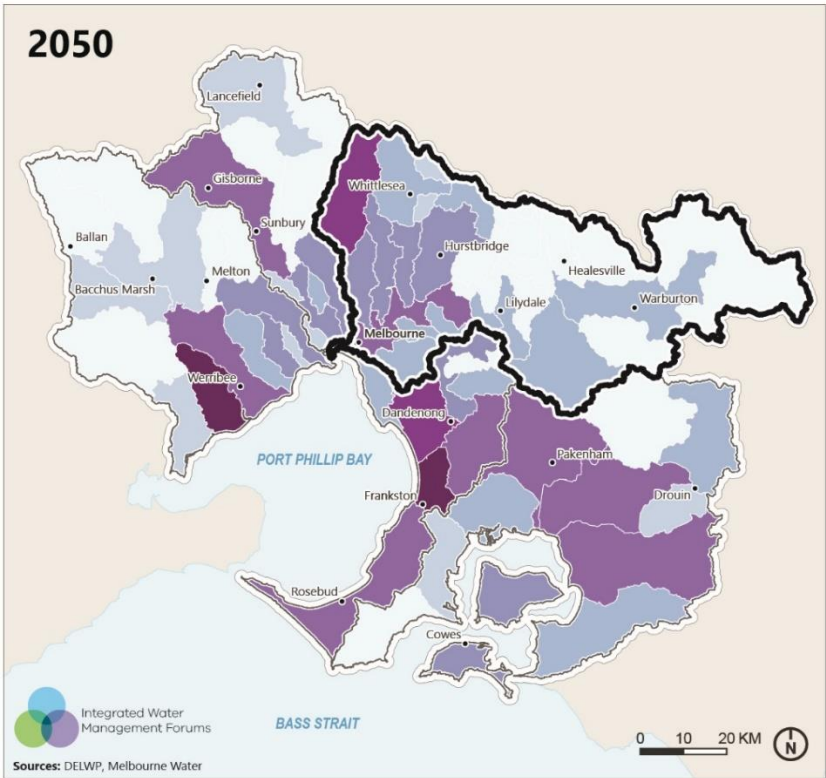 2050
Lancefield
Gisborne
Whittlesea
Sunbury
Ballan
Hurstbridge
Healesville
Melton
Bacchus Marsh
Lilydale
Warburton
Melbourne
Werribee
Dandenong
PORT PHILLIP BAY
Pakenham
Frankston
Drouin
Rosebud
Cowes
Integrated Water
Management Forums
BASS STRAIT
0 10 20 KM
N
Sources: DELWP, Melbourne Water